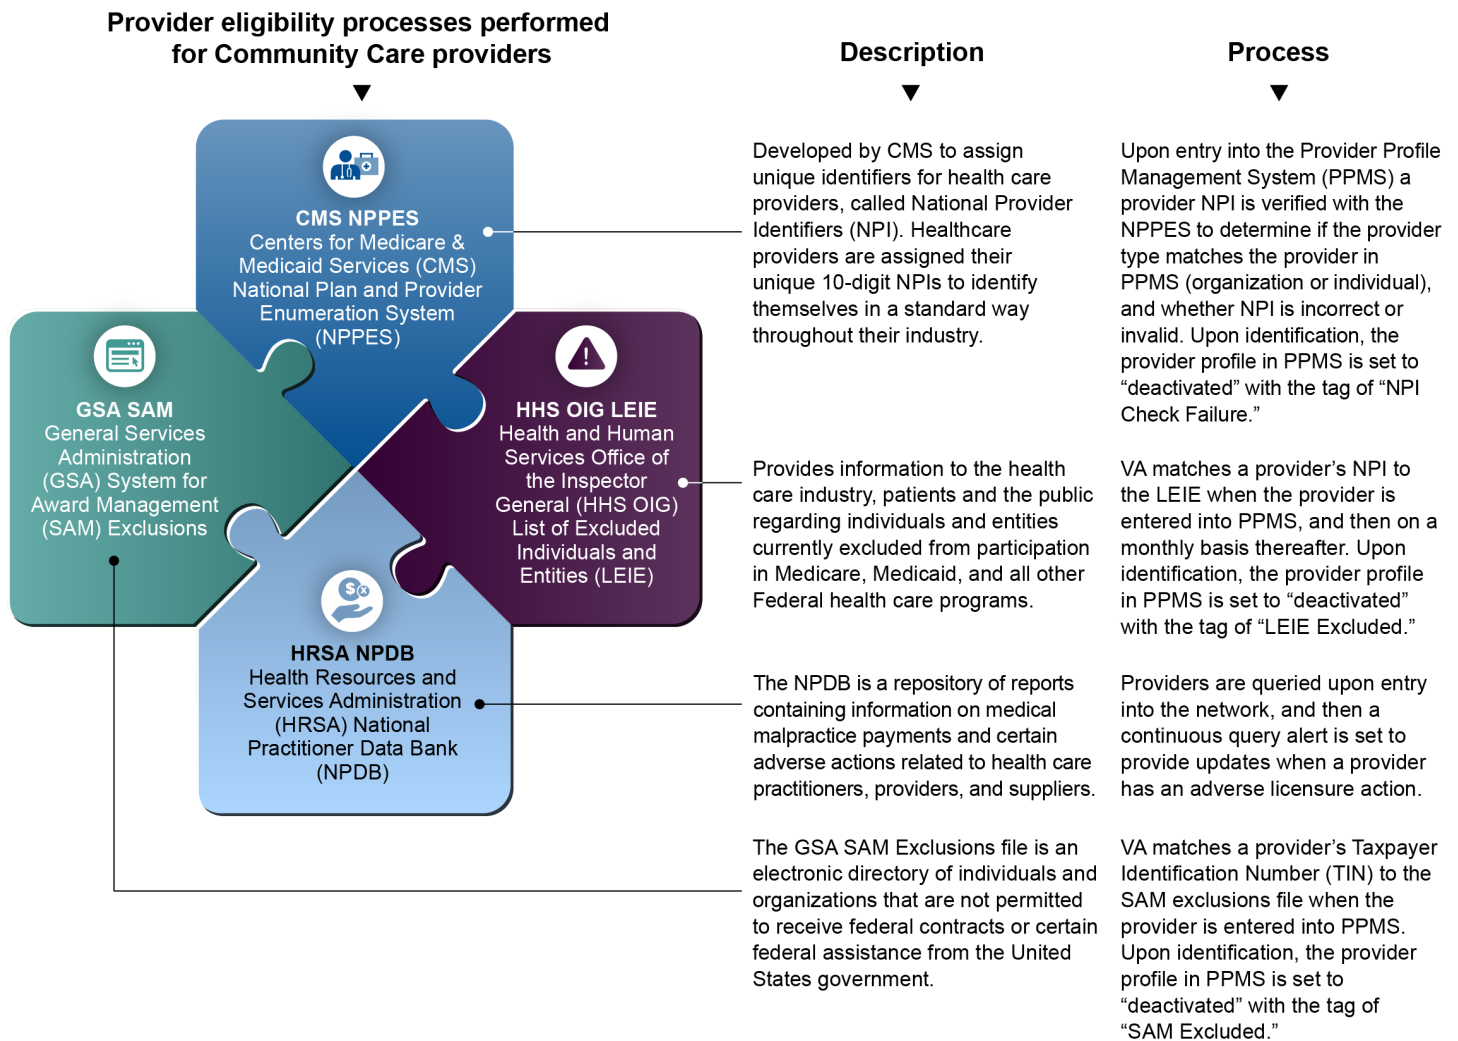 Provider eligibility processes performed
for Community Care providers
Description
Process
CMS NPPES
Centers for Medicare &
Medicaid Services (CMS)
National Plan and Provider
Enumeration System
(NPPES)
Developed by CMS to assign
unique identifiers for health care
providers, called National Provider
Identifiers (NPI). Healthcare
providers are assigned their
unique 10-digit NPIs to identify
themselves in a standard way
throughout their industry.
Upon entry into the Provider Profile
Management System (PPMS) a
provider NPI is verified with the
NPPES to determine if the provider
type matches the provider in
PPMS (organization or individual),
and whether NPI is incorrect or
invalid. Upon identification, the
provider profile in PPMS is set to
“deactivated” with the tag of “NPI
Check Failure.”
HHS OIG LEIE
Health and Human
Services Office of
the Inspector
General (HHS OIG)
List of Excluded
Individuals and
Entities (LEIE)
Provides information to the health
care industry, patients and the public
regarding individuals and entities
currently excluded from participation
in Medicare, Medicaid, and all other
Federal health care programs.
VA matches a provider’s NPI to
the LEIE when the provider is
entered into PPMS, and then on a
monthly basis thereafter. Upon
identification, the provider profile
in PPMS is set to “deactivated”
with the tag of “LEIE Excluded.”
HRSA NPDB
Health Resources and
Services Administration
(HRSA) National
Practitioner Data Bank
(NPDB)
The NPDB is a repository of reports
containing information on medical
malpractice payments and certain
adverse actions related to health care
practitioners, providers, and suppliers.
Providers are queried upon entry
into the network, and then a
continuous query alert is set to
provide updates when a provider
has an adverse licensure action.
GSA SAM
General Services
Administration
(GSA) System for
Award Management
(SAM) Exclusions
The GSA SAM Exclusions file is an
electronic directory of individuals and
organizations that are not permitted
to receive federal contracts or certain
federal assistance from the United
States government.
VA matches a provider’s Taxpayer
Identification Number (TIN) to the
SAM exclusions file when the
provider is entered into PPMS.
Upon identification, the provider
profile in PPMS is set to
“deactivated” with the tag of
“SAM Excluded.”